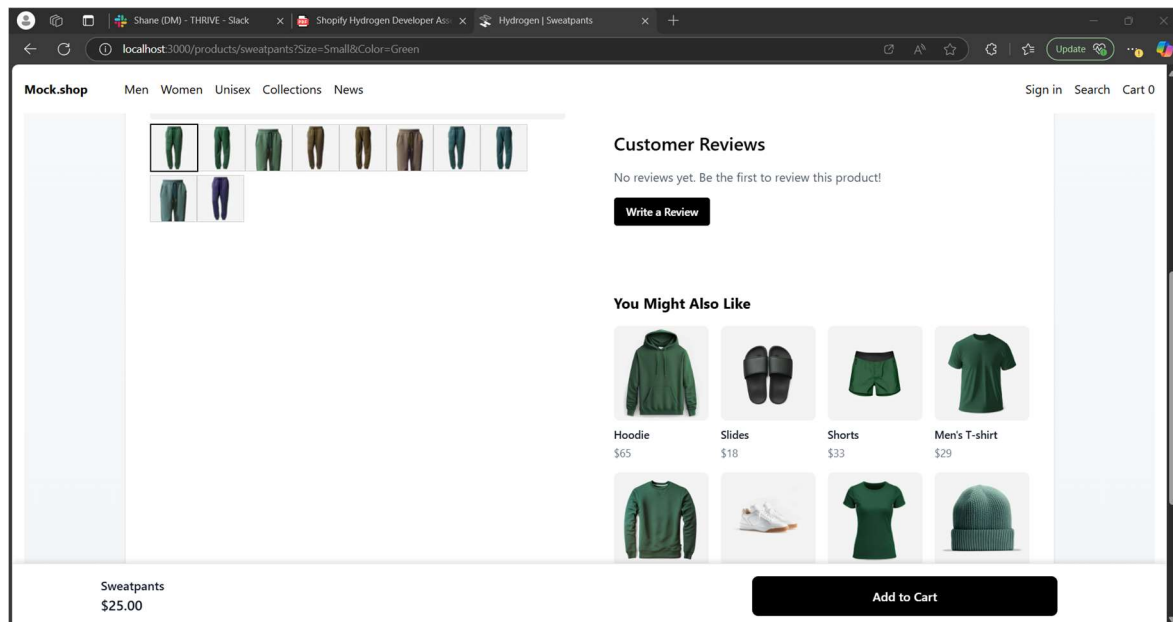 Shane (DM) - THRIVE - Slack
Shopify Hydrogen Developer Ass
Hydrogen | Sweatpants
localhost:3000/products/sweatpants?Size=Small&Color=Green
Update
Mock.shop Men Women Unisex Collections News Sign in Search Cart 0
Customer Reviews
No reviews yet. Be the first to review this product!
Write a Review
You Might Also Like
Hoodie Slides Shorts Men's T-shirt
$65 $18 $33 $29
Sweatpants
$25.00
Add to Cart